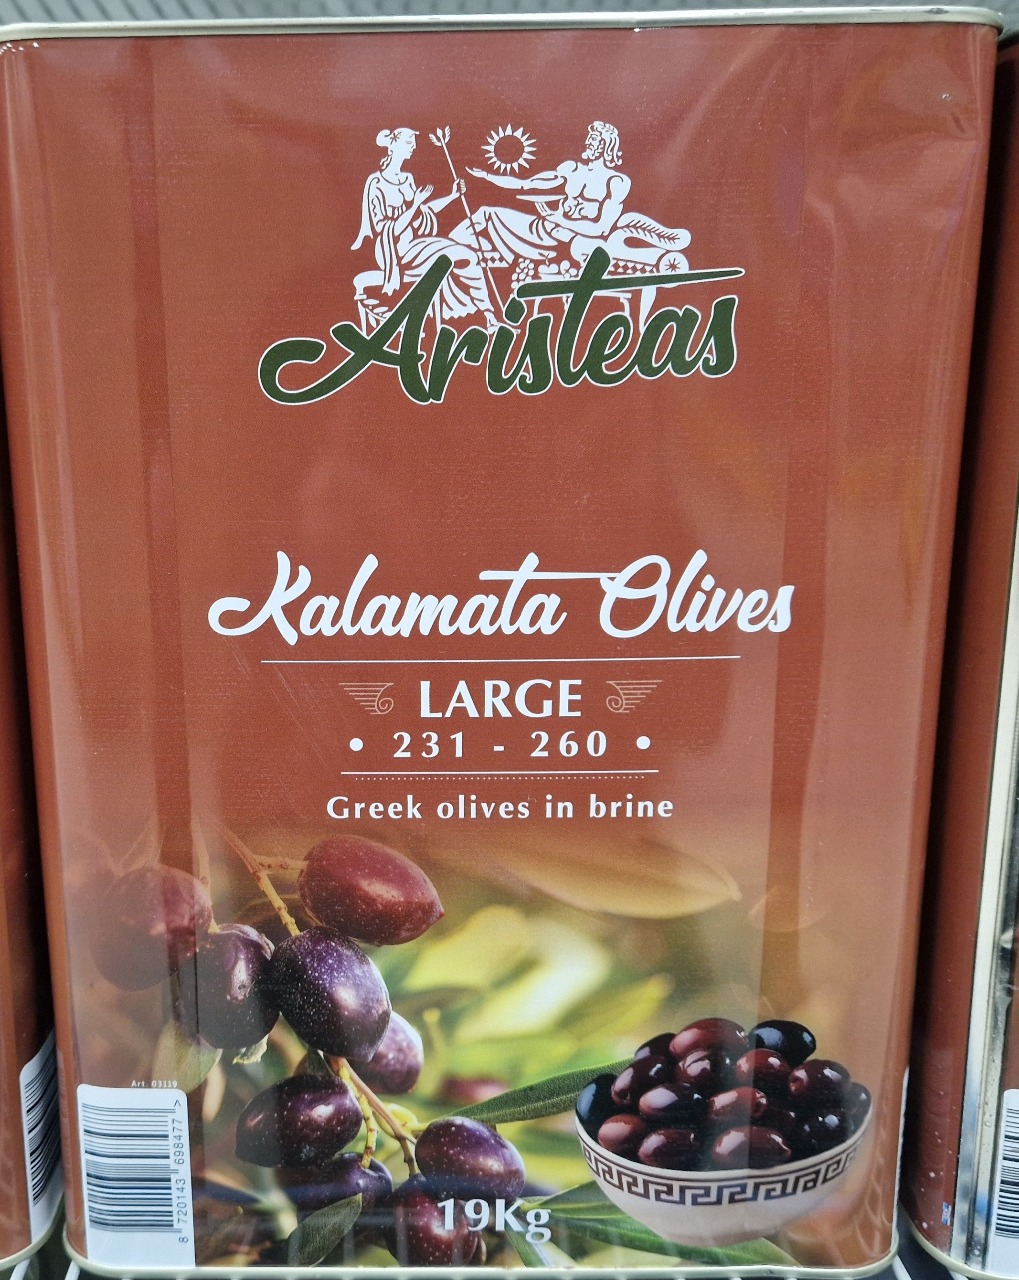 Aristeas
Kalamata Olives
LARGE
• 231 - 260 •
Greek olives in brine
Art. 03119
8 720143 698477 >
19Kg